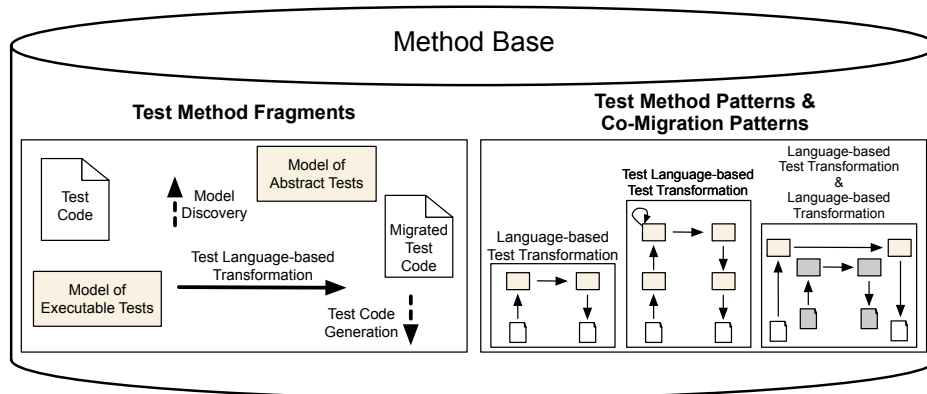 Method Base
Test Method Fragments
Test
Code
Model
Discovery
Model of
Abstract Tests
Migrated
Test
Code
Test Language-based
Transformation
Model of
Executable Tests
Test Code
Generation
Test Method Patterns &
Co-Migration Patterns
Language-based
Test Transformation
Test Language-based
Test Transformation
Language-based
Test Transformation
&
Language-based
Transformation